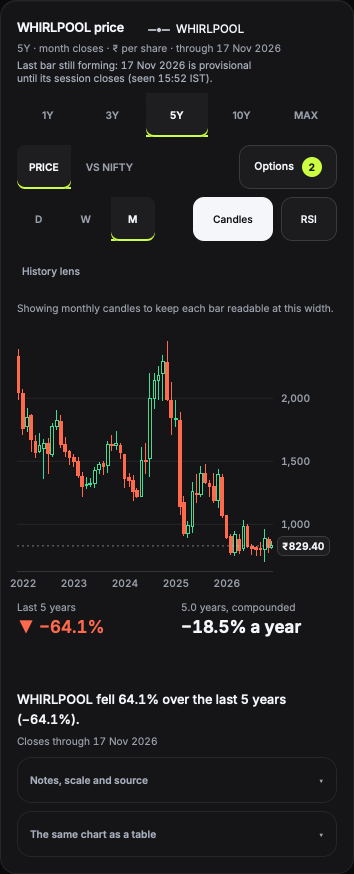 WHIRLPOOL price
WHIRLPOOL
5Y · month closes · ₹ per share · through 17 Nov 2026
Last bar still forming: 17 Nov 2026 is provisional
until its session closes (seen 15:52 IST).
1Y 3Y 5Y 10Y MAX
PRICE VS NIFTY Options 2
D W M Candles RSI
History lens
Showing monthly candles to keep each bar readable at this width.
2,000
1,500
1,000
₹829.40
2022 2023 2024 2025 2026
Last 5 years 5.0 years, compounded
▼ −64.1% −18.5% a year
WHIRLPOOL fell 64.1% over the last 5 years
(−64.1%).
Closes through 17 Nov 2026
Notes, scale and source
The same chart as a table